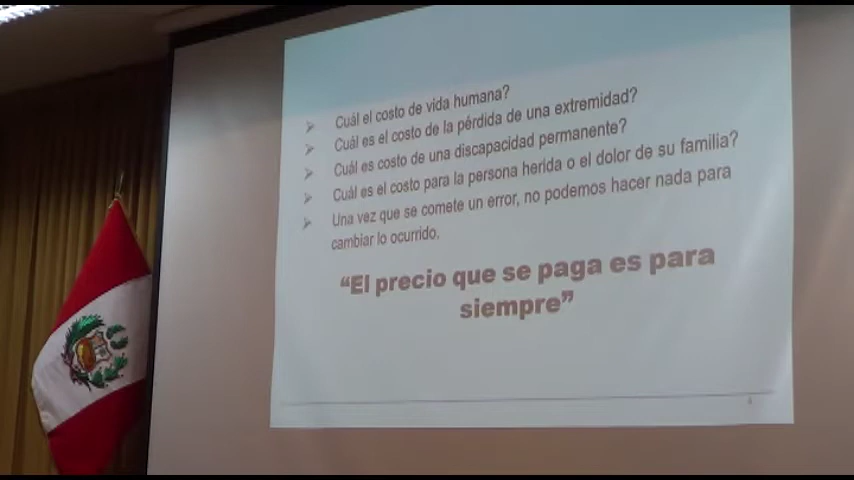 Cuál el costo de vida humana?
Cuál es el costo de la pérdida de una extremidad?
Cuál es costo de una discapacidad permanente?
Cuál es el costo para la persona herida o el dolor de su familia?
Una vez que se comete un error, no podemos hacer nada para
cambiar lo ocurrido.
“El precio que se paga es para
siempre”